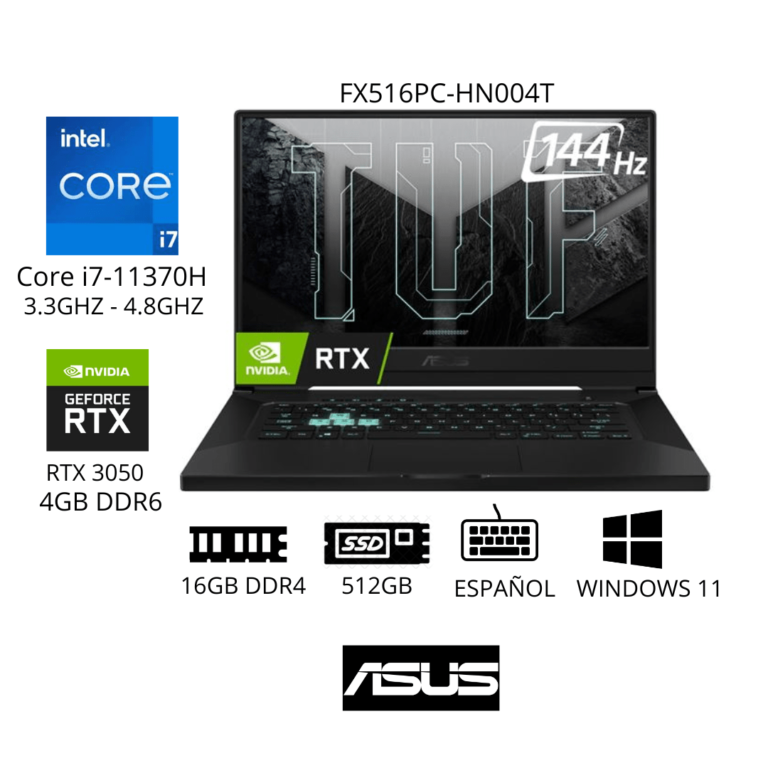 FX516PC-HN004T
intel
CORE
i7
Core i7-11370H
3.3GHZ - 4.8GHZ
TUF
144Hz
NVIDIA
RTX
ASUS
NVIDIA
GEFORCE
RTX
RTX 3050
4GB DDR6
SSD
16GB DDR4
512GB
ESPAÑOL
WINDOWS 11
ASUS